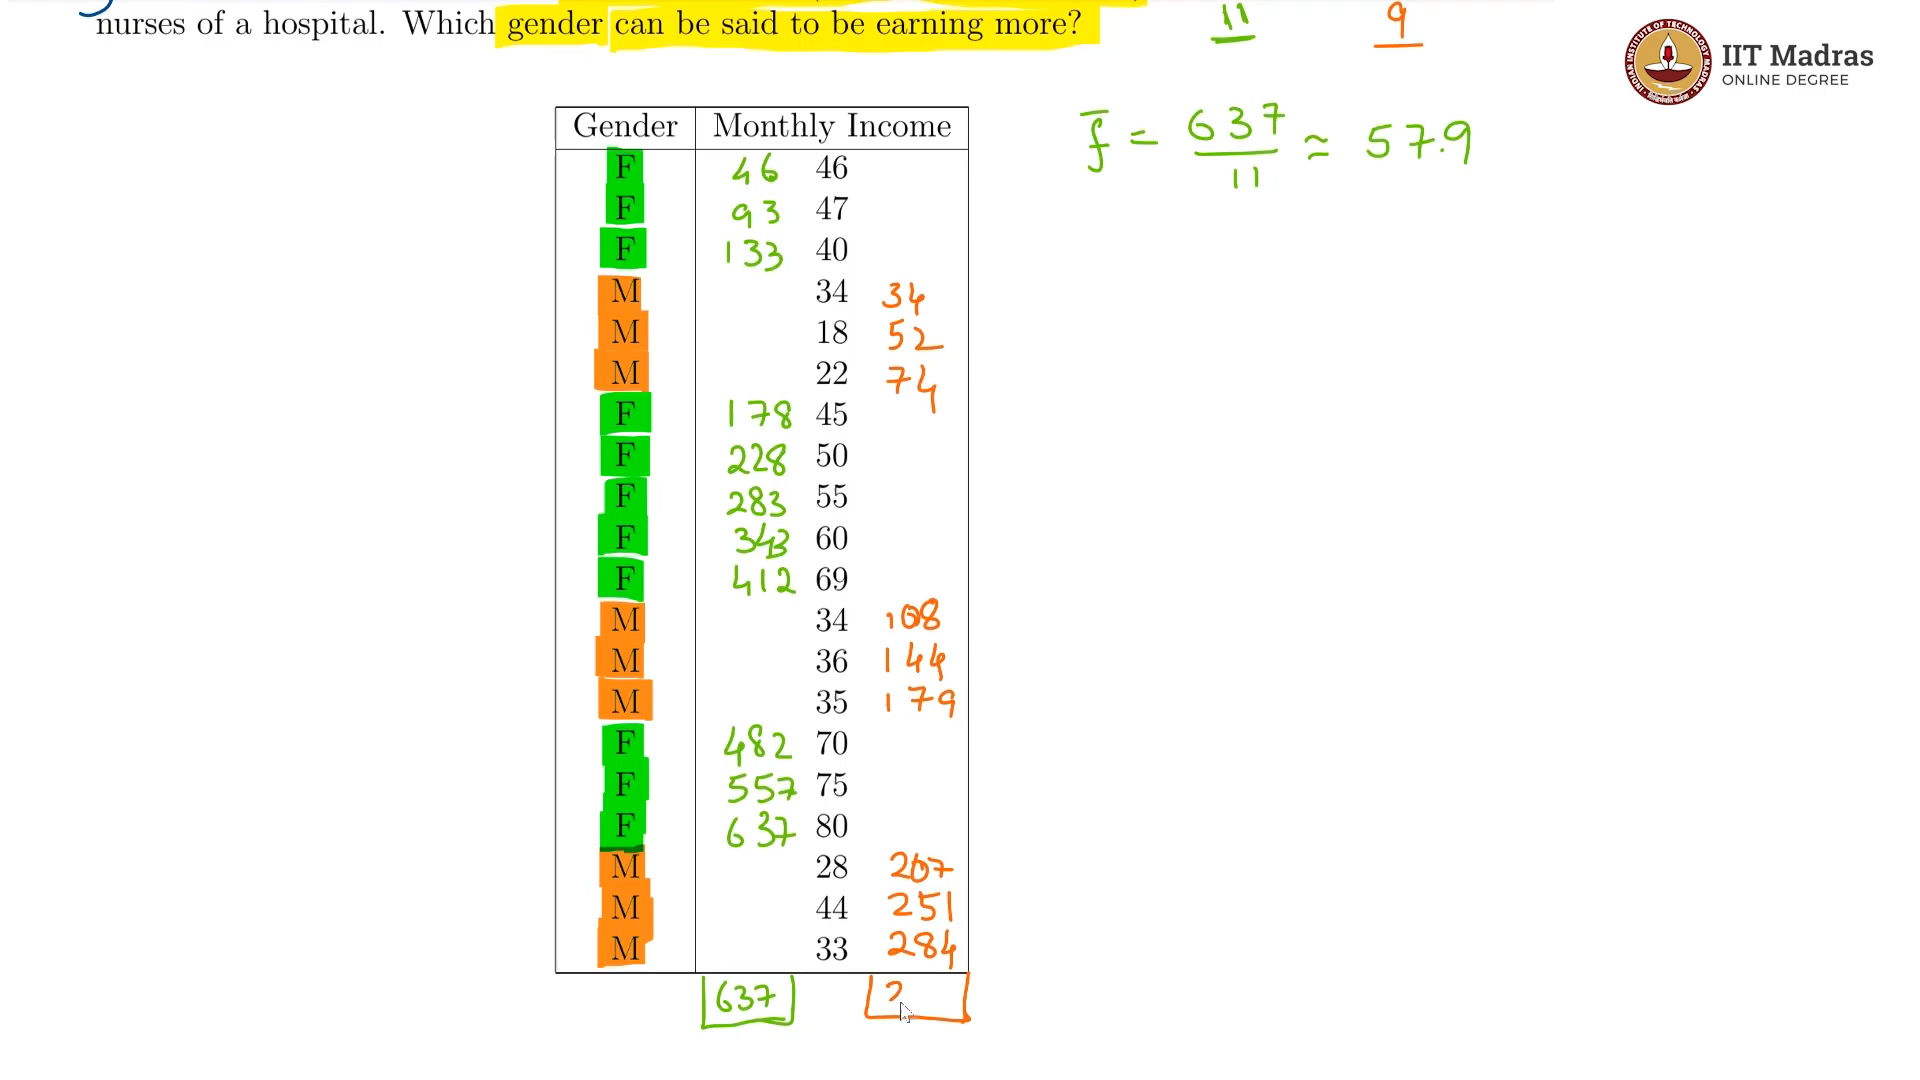 nurses of a hospital. Which gender can be said to be earning more?
11 9
IIT Madras
ONLINE DEGREE
f̅ = 637/11 ≃ 57.9
Gender Monthly Income
F 46 46
F 93 47
F 133 40
M 34 34
M 18 52
M 22 74
F 178 45
F 228 50
F 283 55
F 343 60
F 412 69
M 34 108
M 36 144
M 35 179
F 482 70
F 557 75
F 637 80
M 28 207
M 44 251
M 33 284
637 2